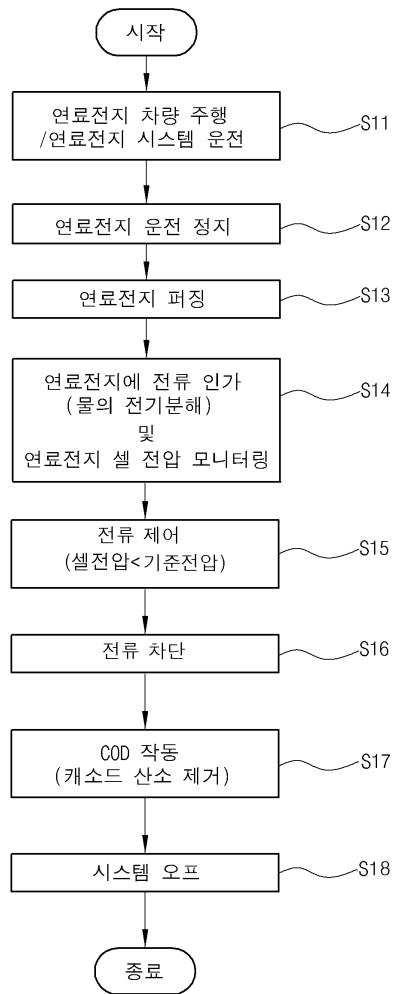 시작
연료전지 차량 주행
/연료전지 시스템 운전
S11
연료전지 운전 정지
S12
연료전지 퍼징
S13
연료전지에 전류 인가
(물의 전기분해)
및
연료전지 셀 전압 모니터링
S14
전류 제어
(셀전압<기준전압)
S15
전류 차단
S16
COD 작동
(캐소드 산소 제거)
S17
시스템 오프
S18
종료